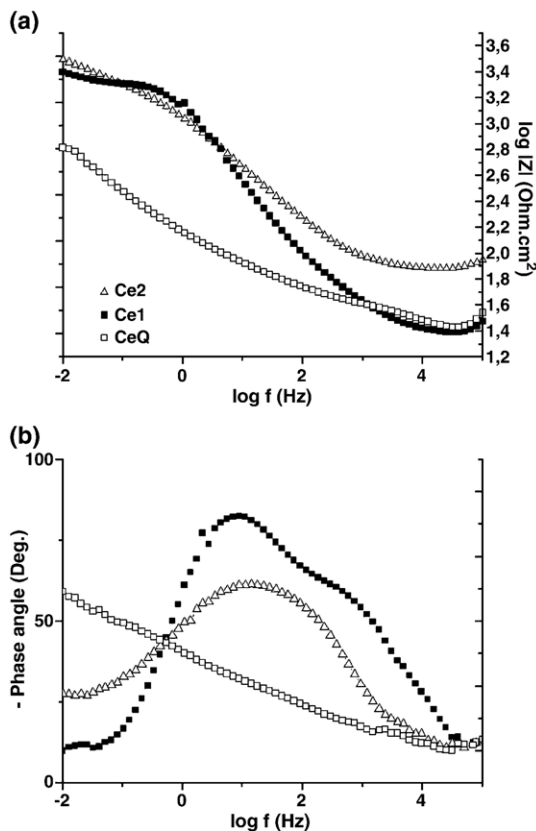 (a)
3,6
3,4
3,2
3,0
2,8
2,6
2,4
2,2
2,0
1,8
1,6
1,4
1,2
log |Z| (Ohm.cm²)
Ce2
Ce1
CeQ
-2 0 2 4
log f (Hz)
(b)
100
50
0
- Phase angle (Deg.)
-2 0 2 4
log f (Hz)